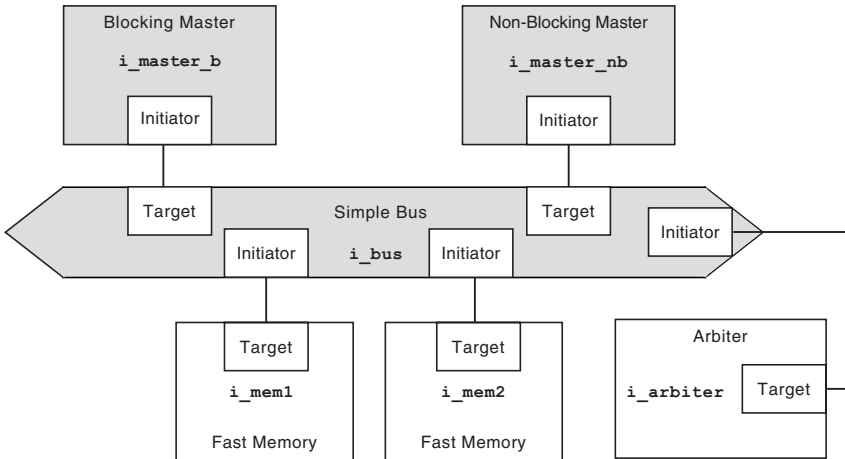 Blocking Master
i_master_b
Initiator
Non-Blocking Master
i_master_nb
Initiator
Target
Simple Bus
Target
Initiator
Initiator
i_bus
Initiator
Target
i_mem1
Fast Memory
Target
i_mem2
Fast Memory
Arbiter
i_arbiter
Target